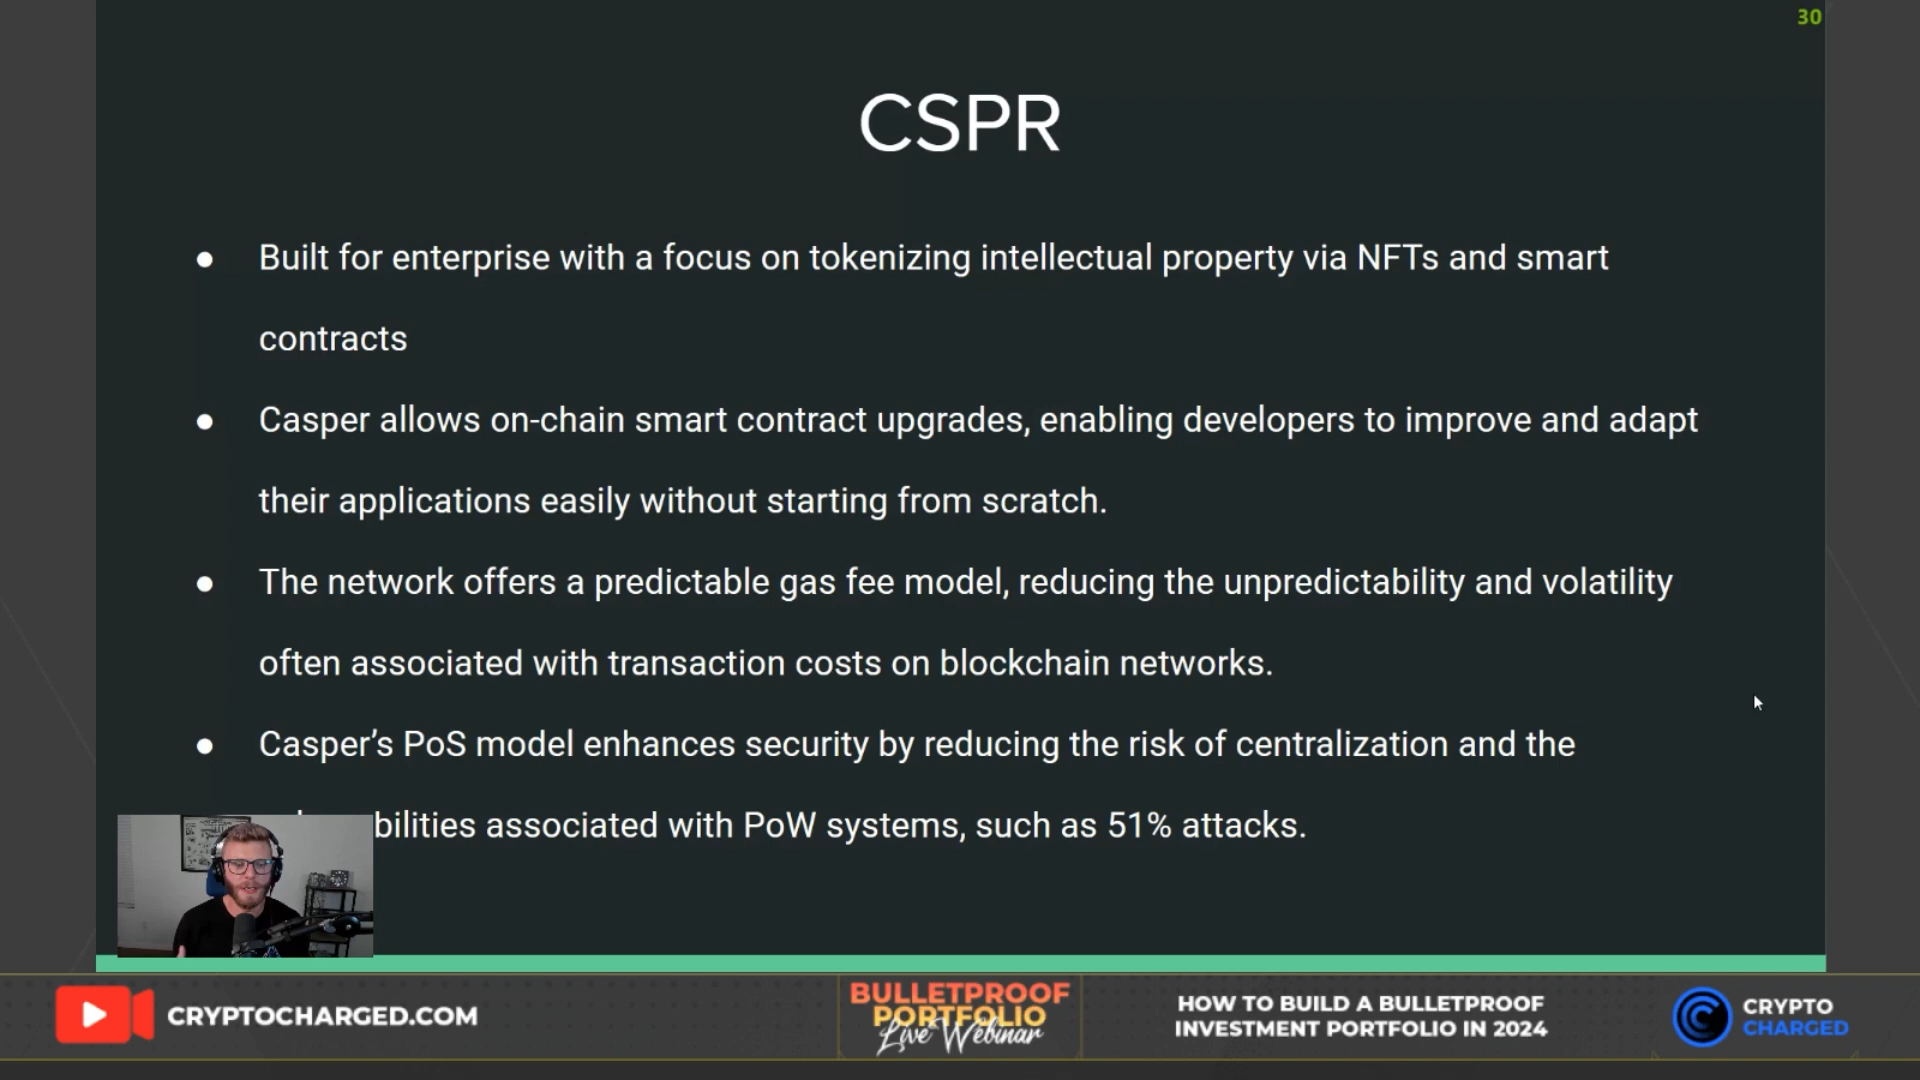 30
CSPR
● Built for enterprise with a focus on tokenizing intellectual property via NFTs and smart
contracts
● Casper allows on-chain smart contract upgrades, enabling developers to improve and adapt
their applications easily without starting from scratch.
● The network offers a predictable gas fee model, reducing the unpredictability and volatility
often associated with transaction costs on blockchain networks.
● Casper’s PoS model enhances security by reducing the risk of centralization and the
bilities associated with PoW systems, such as 51% attacks.
CRYPTOCHARGED.COM
BULLETPROOF
PORTFOLIO
Live Webinar
HOW TO BUILD A BULLETPROOF
INVESTMENT PORTFOLIO IN 2024
CRYPTO
CHARGED